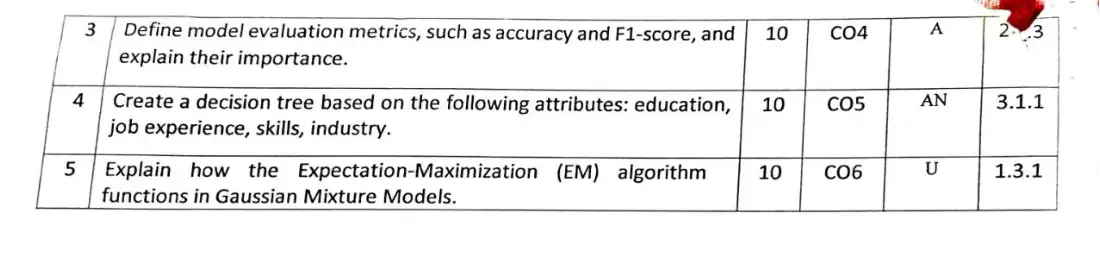 3 Define model evaluation metrics, such as accuracy and F1-score, and 10 CO4 A
explain their importance.
4 Create a decision tree based on the following attributes: education, 10 CO5 AN 3.1.1
job experience, skills, industry.
5 Explain how the Expectation-Maximization (EM) algorithm 10 CO6 U 1.3.1
functions in Gaussian Mixture Models.